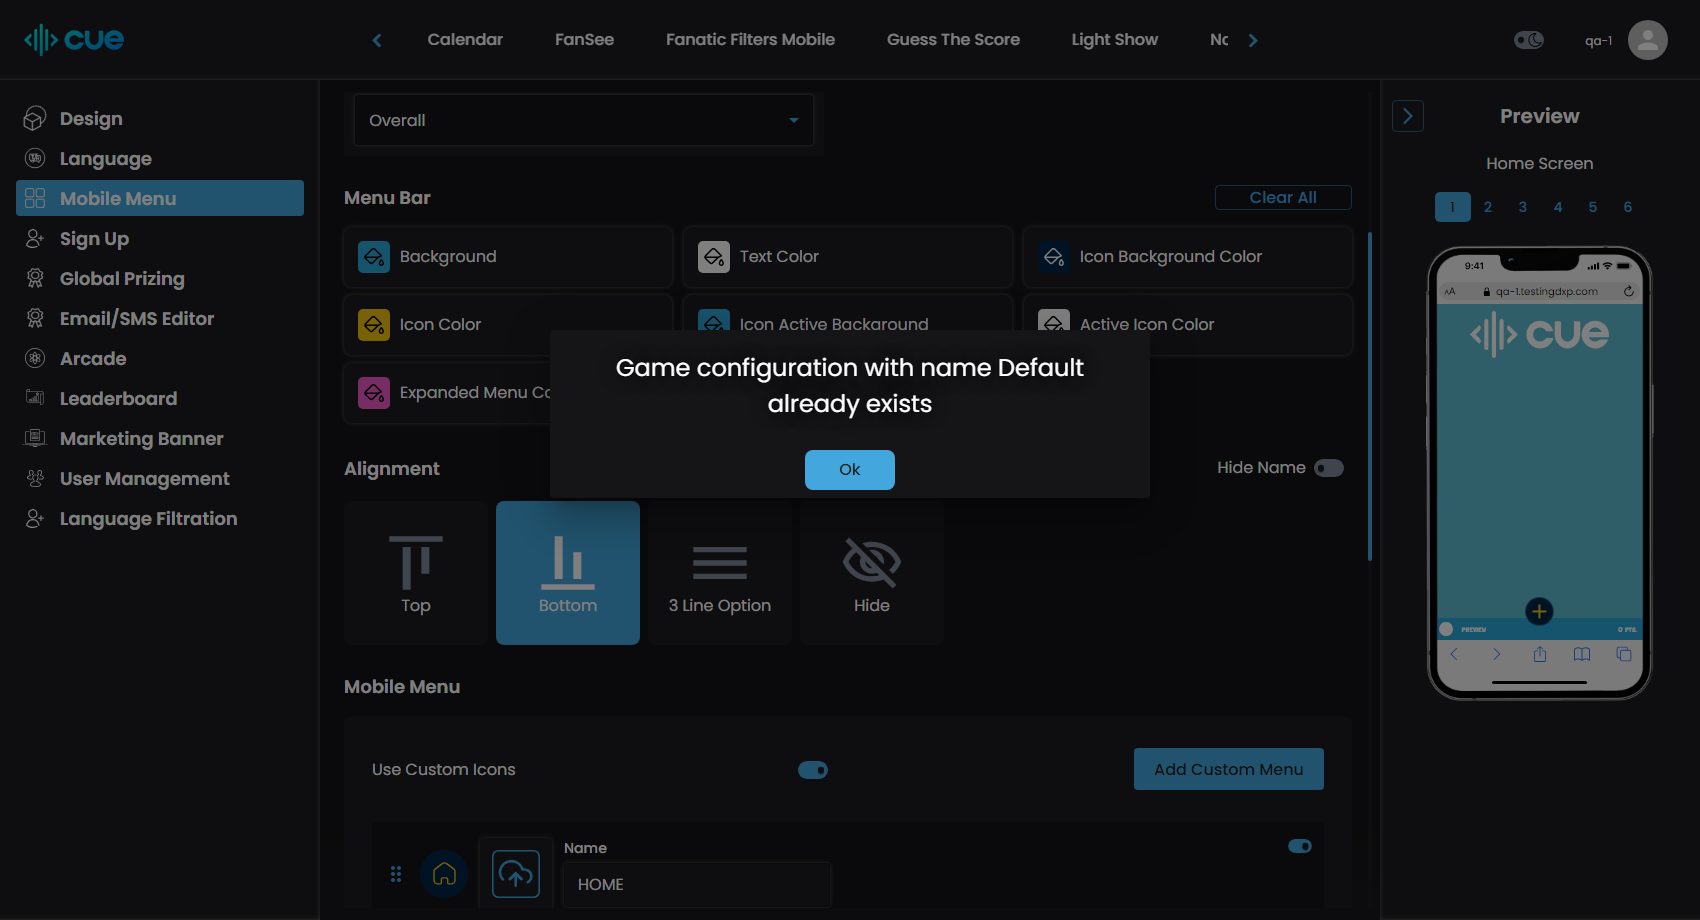 cue
Calendar
FanSee
Fanatic Filters Mobile
Guess The Score
Light Show
qa-1
Design
Language
Mobile Menu
Sign Up
Global Prizing
Email/SMS Editor
Arcade
Leaderboard
Marketing Banner
User Management
Language Filtration
Overall
Menu Bar
Clear All
Background
Text Color
Icon Background Color
Icon Color
Icon Active Background
Active Icon Color
Expanded Menu Co
Game configuration with name Default
already exists
Ok
Alignment
Hide Name
Top
Bottom
3 Line Option
Hide
Mobile Menu
Use Custom Icons
Add Custom Menu
Name
HOME
Preview
Home Screen
1 2 3 4 5 6
9:41
AA qa-1.testingdxp.com
cue
PREVIEW
0 PTS.